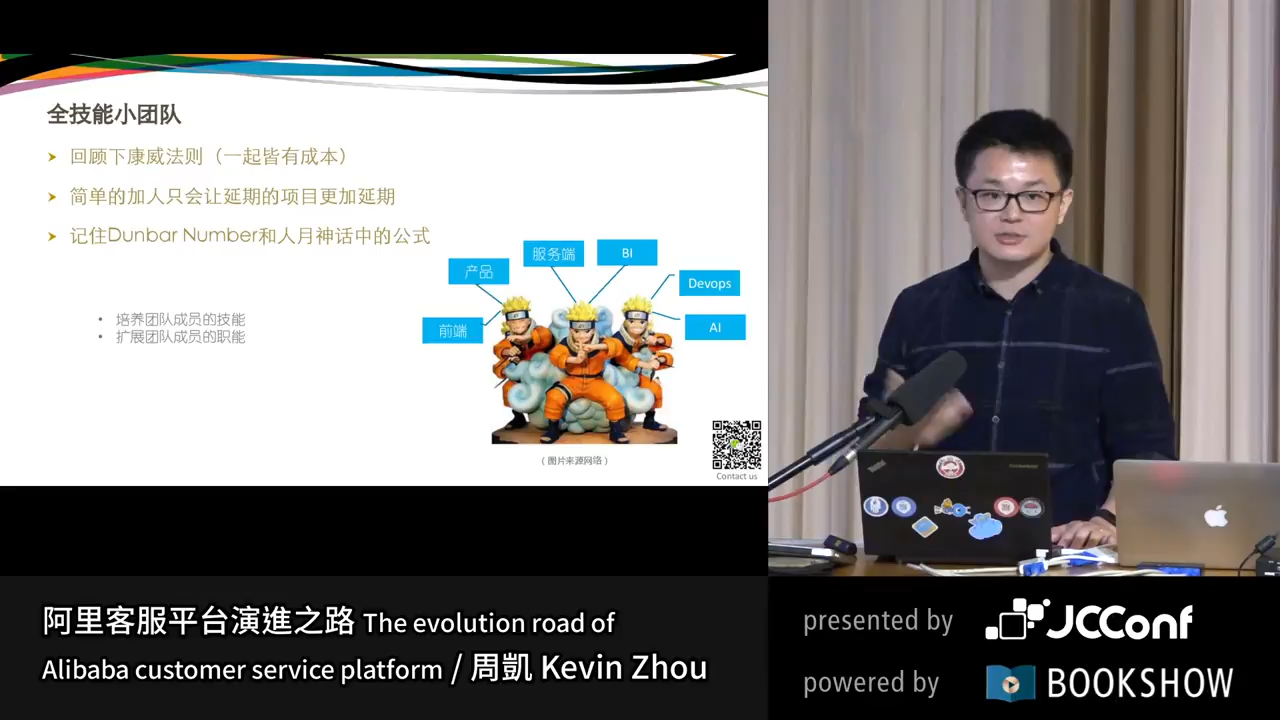 全技能小团队
回顾下康威法则（一起皆有成本）
简单的加人只会让延期的项目更加延期
记住Dunbar Number和人月神话中的公式
服务端
BI
产品
Devops
前端
AI
• 培养团队成员的技能
• 扩展团队成员的职能
（图片来源网络）
Contact us
阿里客服平台演進之路 The evolution road of
Alibaba customer service platform / 周凱 Kevin Zhou
presented by JCConf
powered by BOOKSHOW